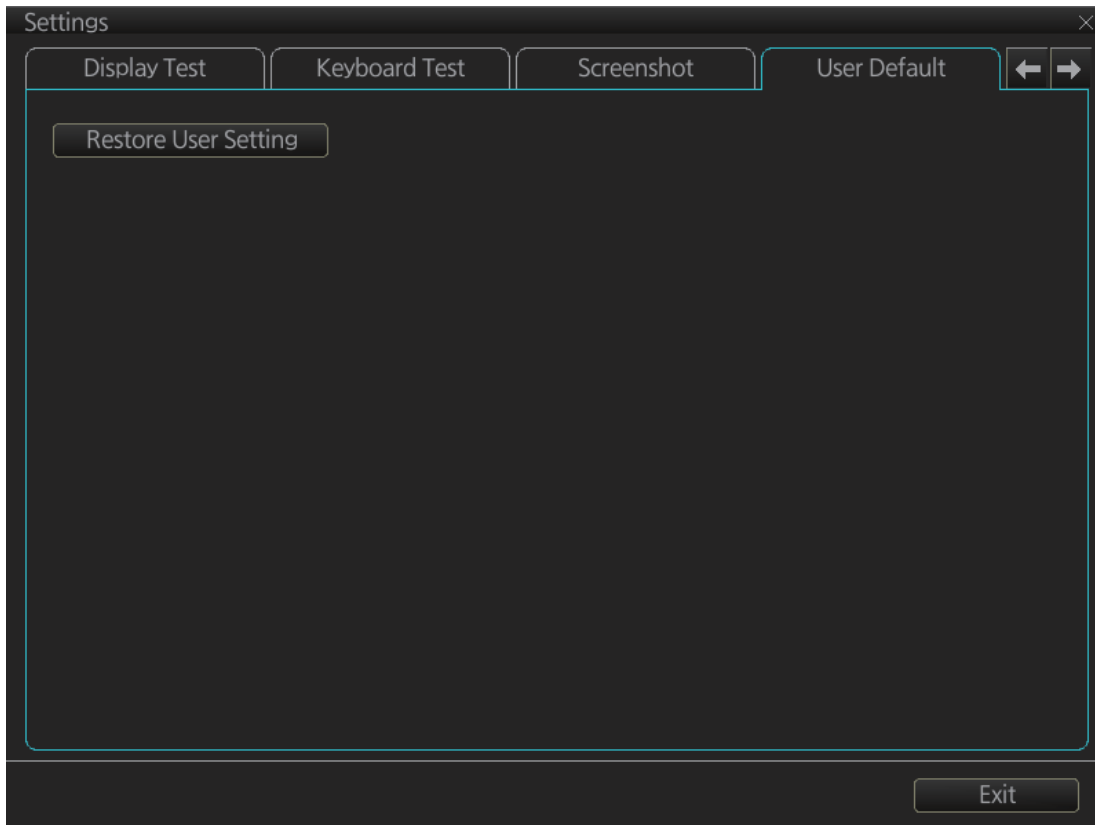 Settings
Display Test
Keyboard Test
Screenshot
User Default
Restore User Setting
Exit